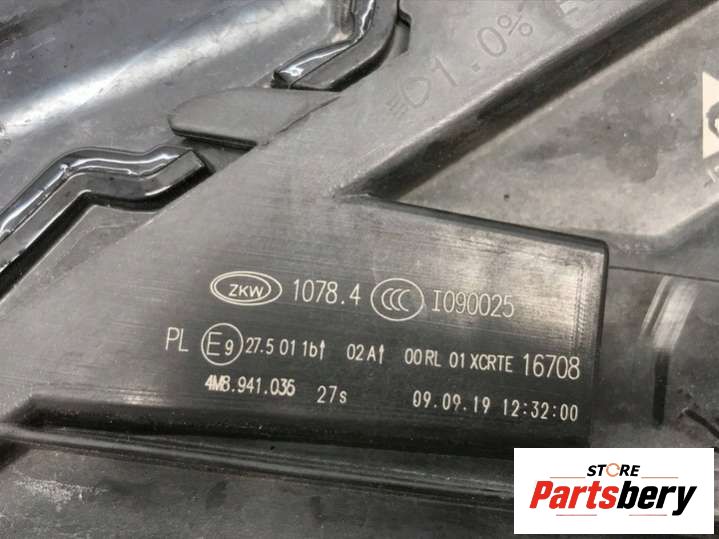 1.0%
ZKW 1078.4 CCC I090025
PL E9 27.5 01 1b↑ 02A↑ 00RL 01XCRTE 16708
4M8.941.036 27s 09.09.19 12:32:00
STORE
Partsbery